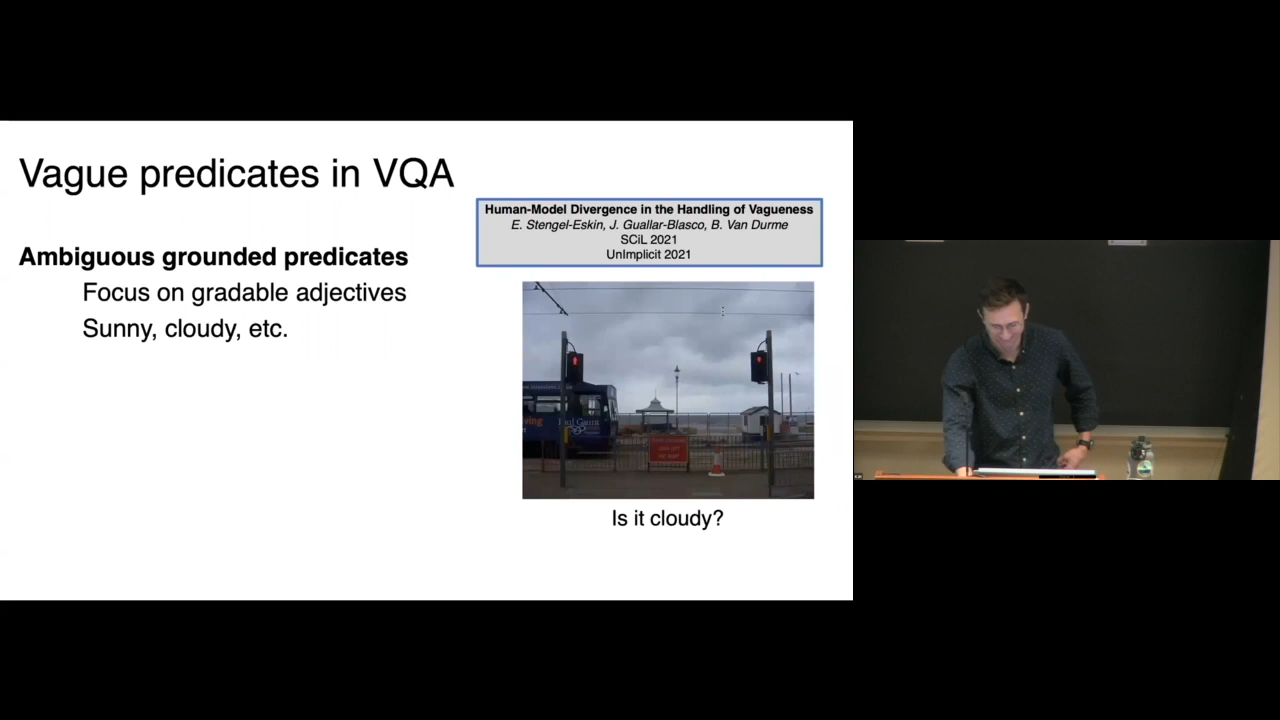 Vague predicates in VQA
Human-Model Divergence in the Handling of Vagueness
E. Stengel-Eskin, J. Guallar-Blasco, B. Van Durme
SCiL 2021
UnImplicit 2021
Ambiguous grounded predicates
Focus on gradable adjectives
Sunny, cloudy, etc.
Is it cloudy?